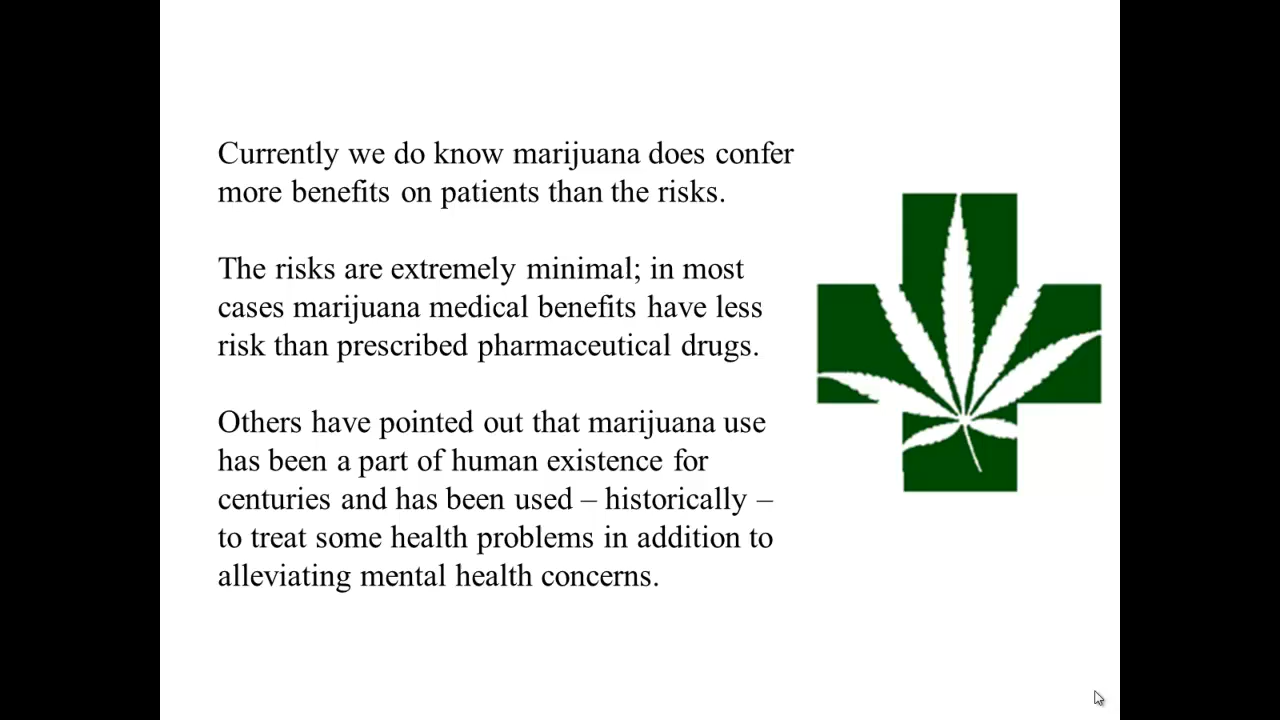 Currently we do know marijuana does confer
more benefits on patients than the risks.
The risks are extremely minimal; in most
cases marijuana medical benefits have less
risk than prescribed pharmaceutical drugs.
Others have pointed out that marijuana use
has been a part of human existence for
centuries and has been used – historically –
to treat some health problems in addition to
alleviating mental health concerns.